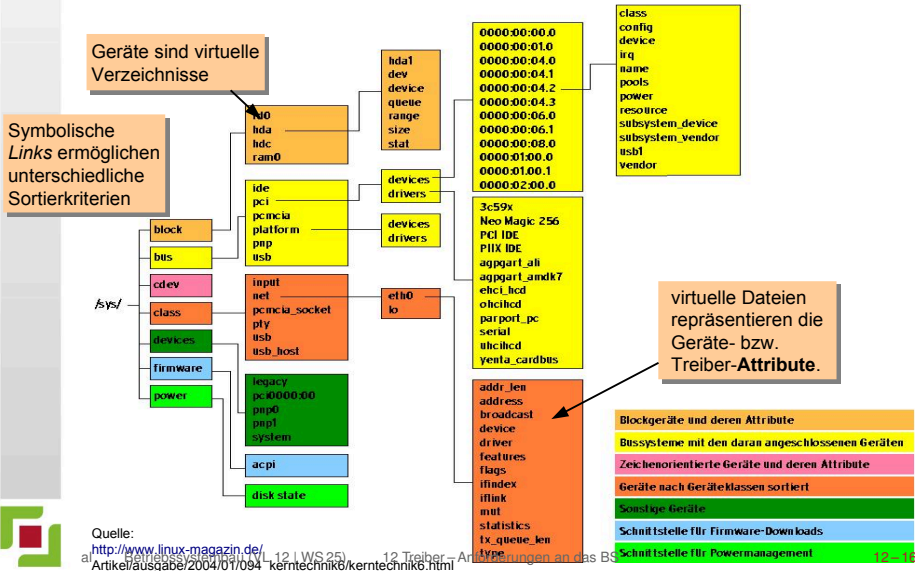 Geräte sind virtuelle
Verzeichnisse
Symbolische
Links ermöglichen
unterschiedliche
Sortierkriterien
/sys/
block
bus
cdev
class
devices
firmware
power
hda
hdc
ram0
ide
pci
pcmcia
platform
pnp
usb
input
net
pcmcia_socket
pty
usb
usb_host
legacy
pci0000:00
pnp0
pnp1
system
acpi
disk state
hda1
dev
device
queue
range
size
stat
devices
drivers
devices
drivers
eth0
lo
0000:00:00.0
0000:00:01.0
0000:00:04.0
0000:00:04.1
0000:00:04.2
0000:00:04.3
0000:00:06.0
0000:00:06.1
0000:00:08.0
0000:01:00.0
0000:01:00.1
0000:02:00.0
3c59x
Neo Magic 256
PCI IDE
PIIX IDE
agpgart_ali
agpgart_amdk7
ehci_hcd
ohcihcd
parport_pc
serial
uhcihcd
yenta_cardbus
addr_len
address
broadcast
device
driver
features
flags
ifindex
iflink
mut
statistics
tx_queue_len
type
class
config
device
irq
name
pools
power
resource
subsystem_device
subsystem_vendor
usb1
vendor
virtuelle Dateien
repräsentieren die
Geräte- bzw.
Treiber-Attribute.
Blockgeräte und deren Attribute
Bussysteme mit den daran angeschlossenen Geräten
Zeichenorientierte Geräte und deren Attribute
Geräte nach Geräteklassen sortiert
Sonstige Geräte
Schnittstelle für Firmware-Downloads
Schnittstelle für Powermanagement
Quelle:
http://www.linux-magazin.de/
Artikel/ausgabe/2004/01/094_kerntechnik6/kerntechnik6.html
Betriebssystembau (VL 12 | WS 25) 12 Treiber – Anforderungen an das BS 12–16